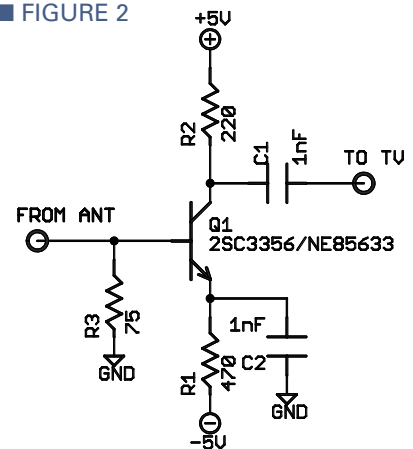 ■ FIGURE 2
+5V
R2
220
C1
1nF
TO TV
FROM ANT
Q1
2SC3356/NE85633
R3
75
GND
1nF
C2
R1
470
GND
-5V